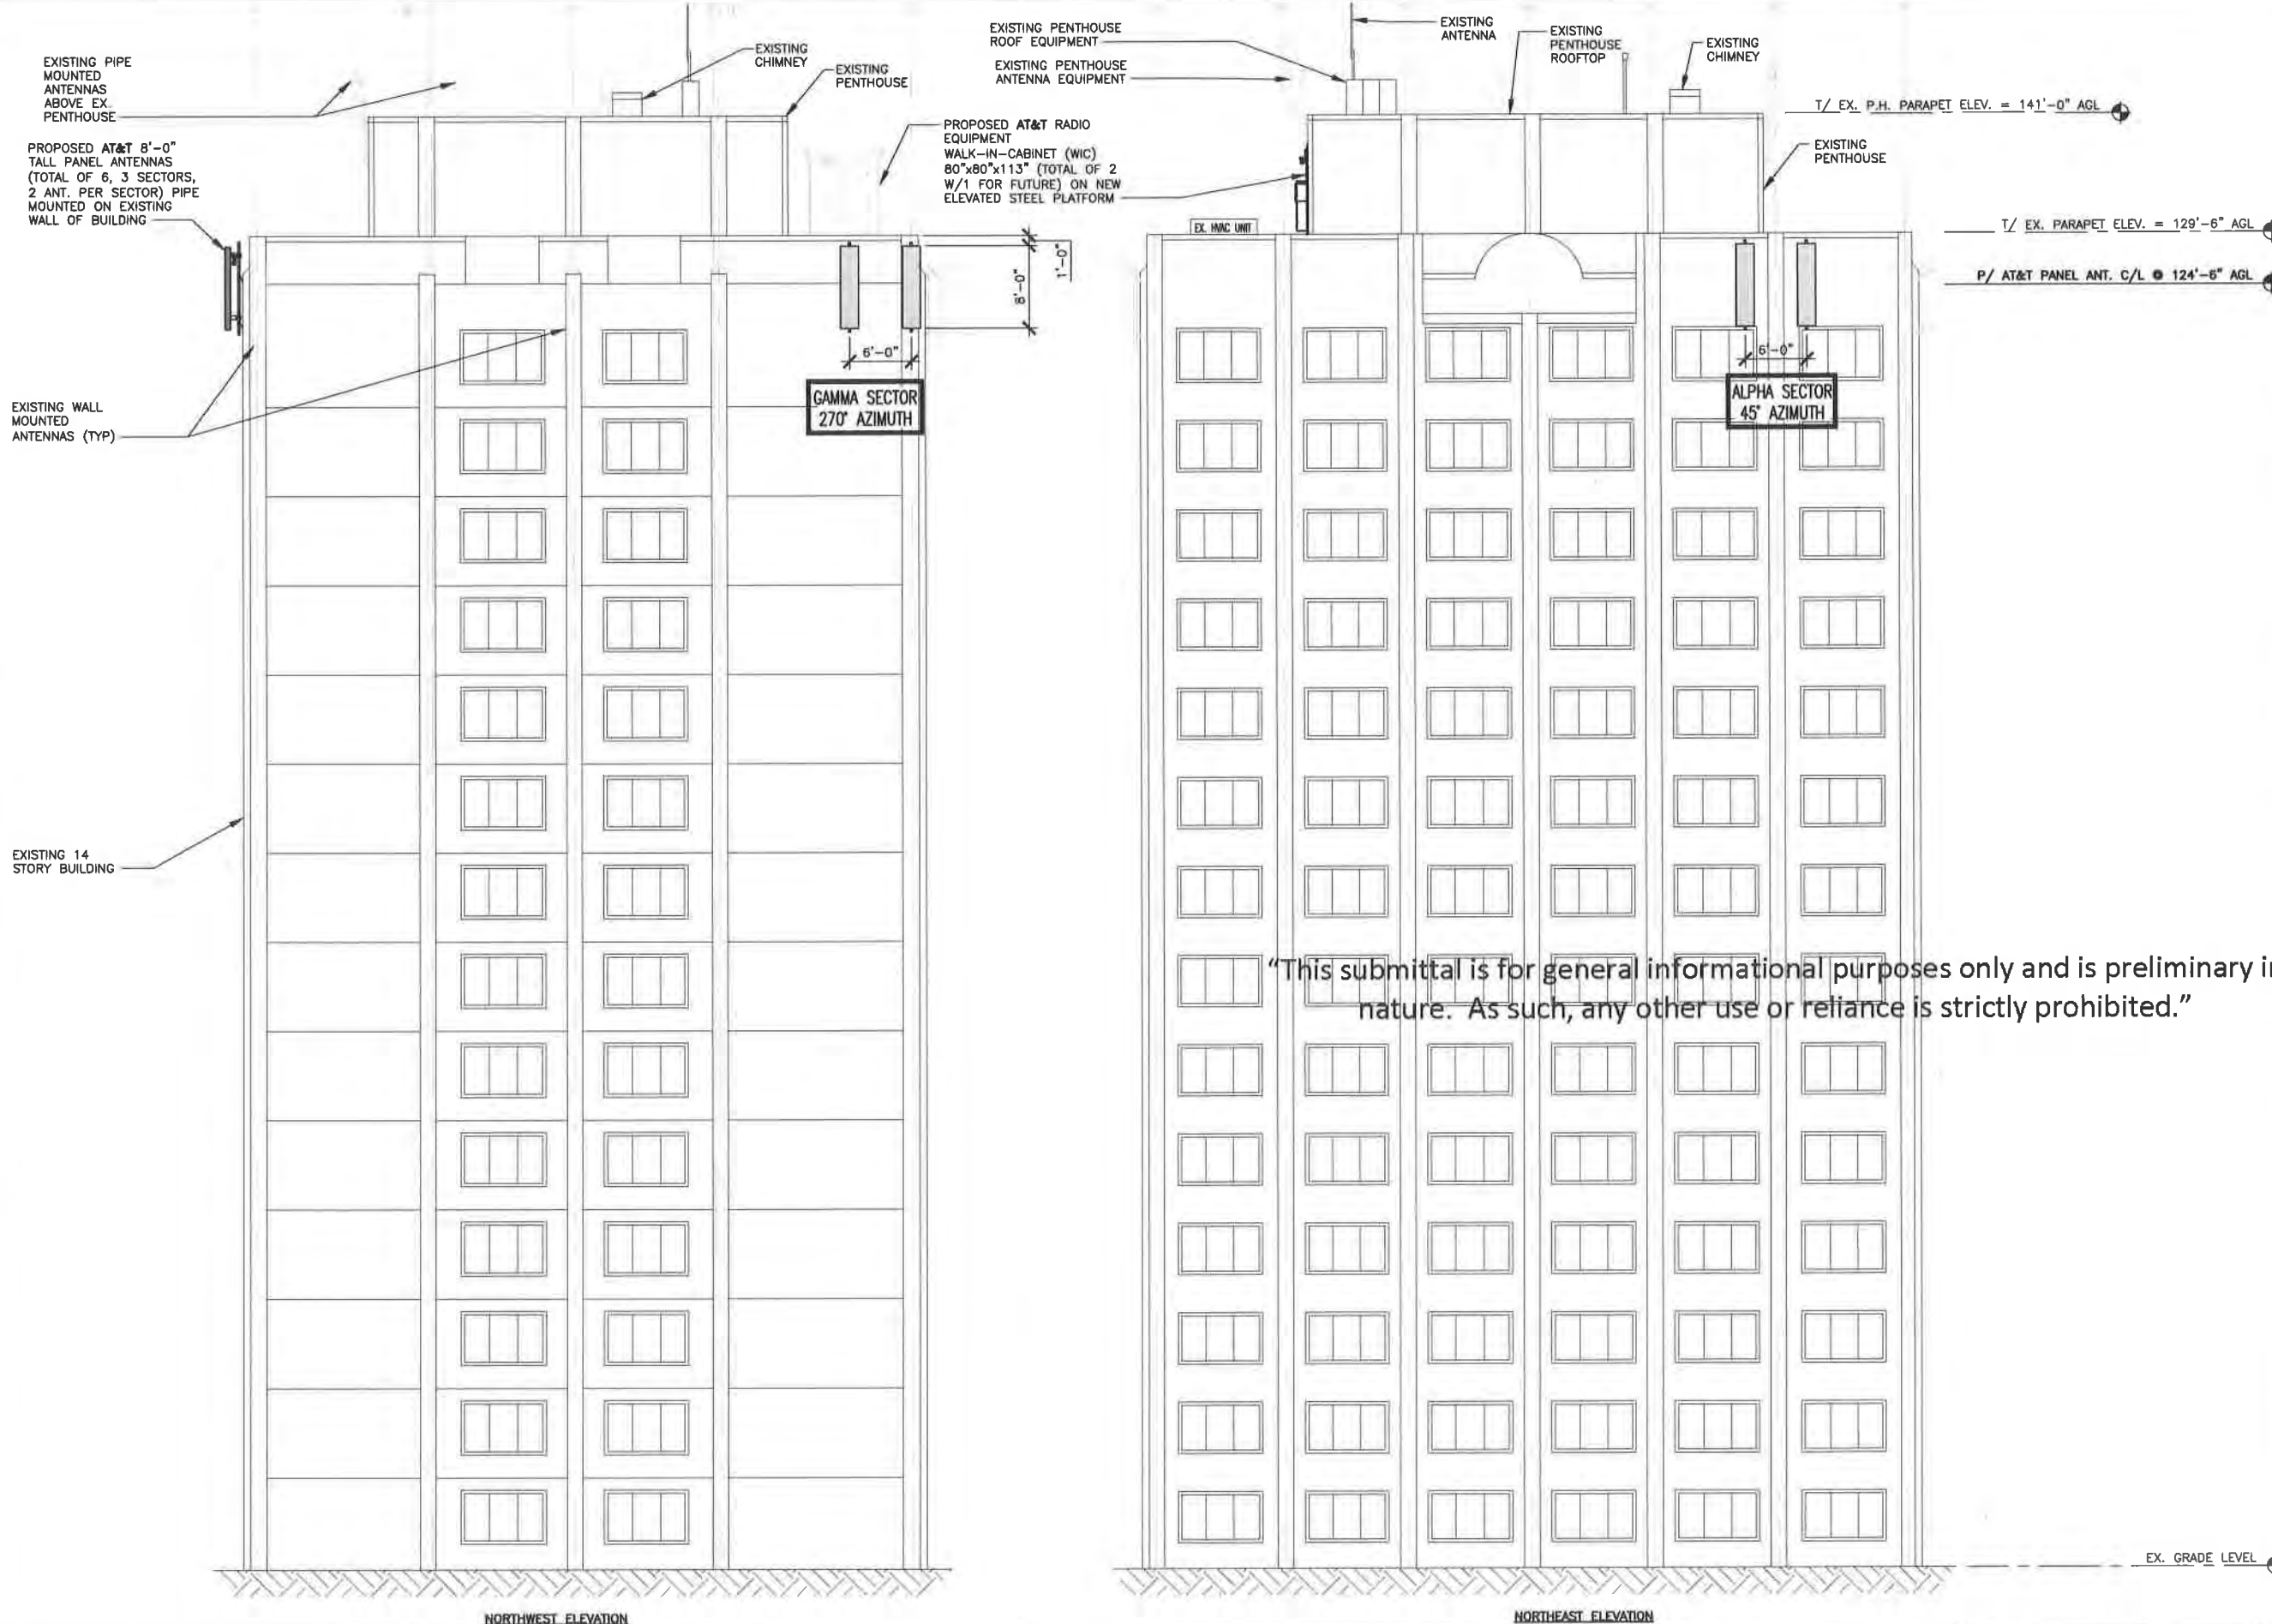 EXISTING PIPE
MOUNTED
ANTENNAS
ABOVE EX.
PENTHOUSE
PROPOSED AT&T 8'-0"
TALL PANEL ANTENNAS
(TOTAL OF 6, 3 SECTORS,
2 ANT. PER SECTOR) PIPE
MOUNTED ON EXISTING
WALL OF BUILDING
EXISTING WALL
MOUNTED
ANTENNAS (TYP)
EXISTING 14
STORY BUILDING
EXISTING
CHIMNEY
EXISTING
PENTHOUSE
8'-0"
1'-0"
6'-0"
GAMMA SECTOR
270° AZIMUTH
NORTHWEST ELEVATION
EXISTING PENTHOUSE
ROOF EQUIPMENT
EXISTING PENTHOUSE
ANTENNA EQUIPMENT
PROPOSED AT&T RADIO
EQUIPMENT
WALK-IN-CABINET (WIC)
80"x80"x113" (TOTAL OF 2
W/1 FOR FUTURE) ON NEW
ELEVATED STEEL PLATFORM
EXISTING
ANTENNA
EXISTING
PENTHOUSE
ROOFTOP
EXISTING
CHIMNEY
T/ EX. P.H. PARAPET ELEV. = 141'-0" AGL
EXISTING
PENTHOUSE
EX. HVAC UNIT
T/ EX. PARAPET ELEV. = 129'-6" AGL
P/ AT&T PANEL ANT. C/L @ 124'-6" AGL
6'-0"
ALPHA SECTOR
45° AZIMUTH
"This submittal is for general informational purposes only and is preliminary in
nature. As such, any other use or reliance is strictly prohibited."
EX. GRADE LEVEL
NORTHEAST ELEVATION